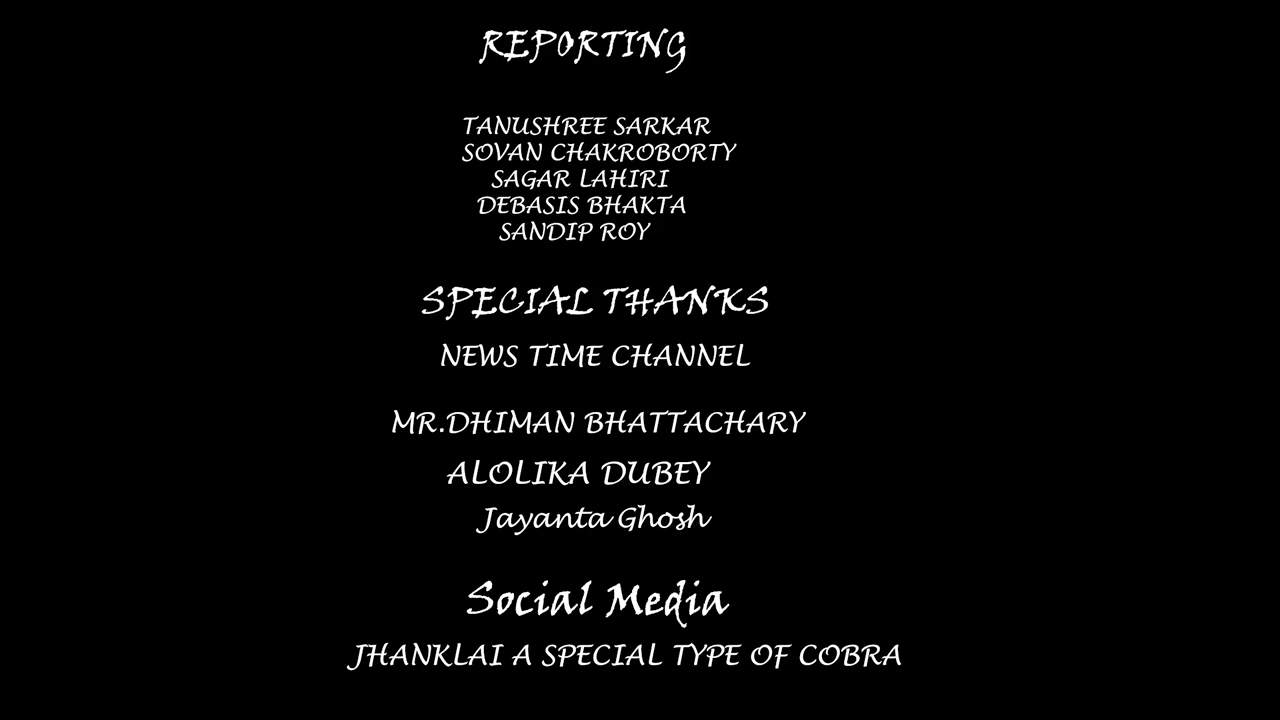 REPORTING
TANUSHREE SARKAR
SOVAN CHAKROBORTY
SAGAR LAHIRI
DEBASIS BHAKTA
SANDIP ROY
SPECIAL THANKS
NEWS TIME CHANNEL
MR.DHIMAN BHATTACHARY
ALOLIKA DUBEY
Jayanta Ghosh
Social Media
JHANKLAI A SPECIAL TYPE OF COBRA